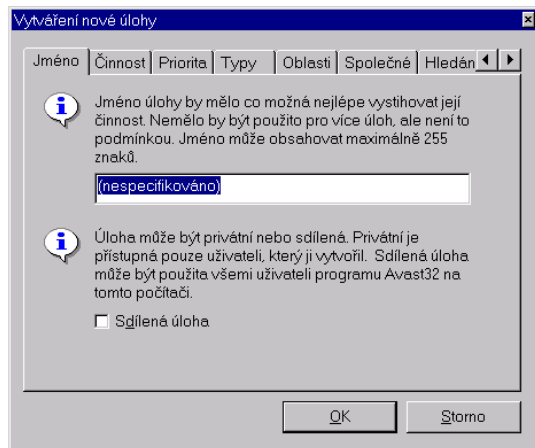 Vytváření nové úlohy
Jméno Činnost Priorita Typy Oblasti Společné Hledán
Jméno úlohy by mělo co možná nejlépe vystihovat její
činnost. Nemělo by být použito pro více úloh, ale není to
podmínkou. Jméno může obsahovat maximálně 255
znaků.
(nespecifikováno)
Úloha může být privátní nebo sdílená. Privátní je
přístupná pouze uživateli, který ji vytvořil. Sdílená úloha
může být použita všemi uživateli programu Avast32 na
tomto počítači.
Sdílená úloha
OK Storno